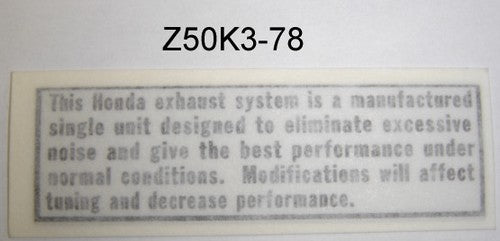 Z50K3-78
This Honda exhaust system is a manufactured
single unit designed to eliminate excessive
noise and give the best performance under
normal conditions. Modifications will affect
tuning and decrease performance.